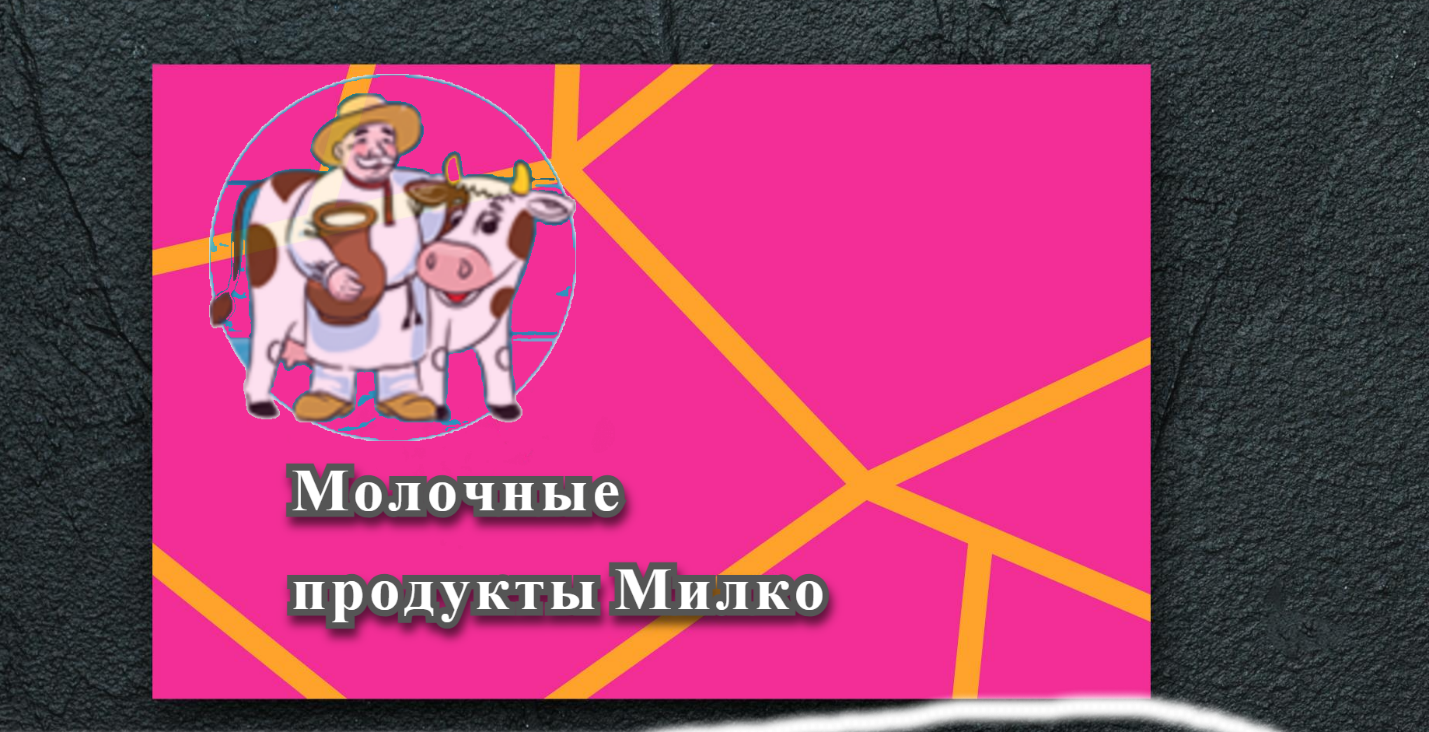 Молочные
продукты Милко